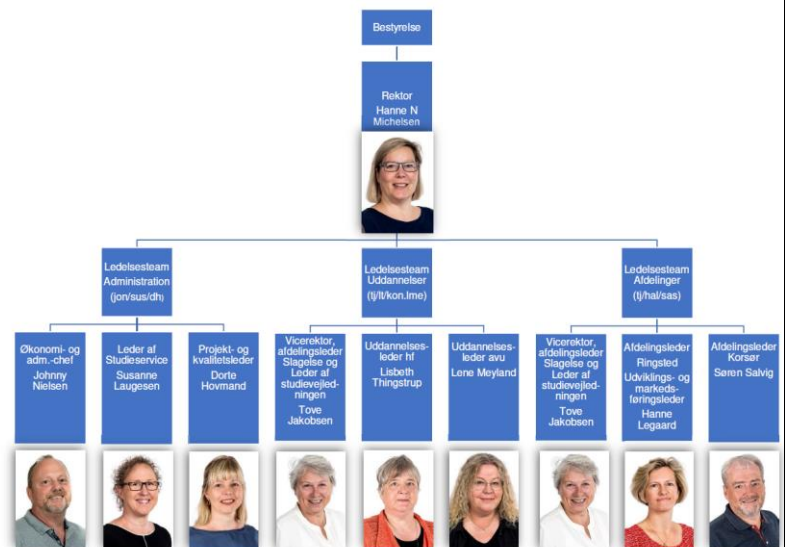 Bestyrelse
Rektor
Hanne N
Michelsen
Ledelsesteam
Administration
(jon/sus/dh)
Ledelsesteam
Uddannelser
(tj/lt/kon.lme)
Ledelsesteam
Afdelinger
(tj/hal/sas)
Økonomi- og
adm.-chef
Johnny
Nielsen
Leder af
Studieservice
Susanne
Laugesen
Projekt- og
kvalitetsleder
Dorte
Hovmand
Vicerektor,
afdelingsleder
Slagelse og
Leder af
studievejled-
ningen
Tove
Jakobsen
Uddannelses-
leder hf
Lisbeth
Thingstrup
Uddannelses-
leder avu
Lene Meyland
Vicerektor,
afdelingsleder
Slagelse og
Leder af
studievejled-
ningen
Tove
Jakobsen
Afdelingsleder
Ringsted
Udviklings- og
markeds-
føringsleder
Hanne
Legaard
Afdelingsleder
Korsør
Søren Salvig